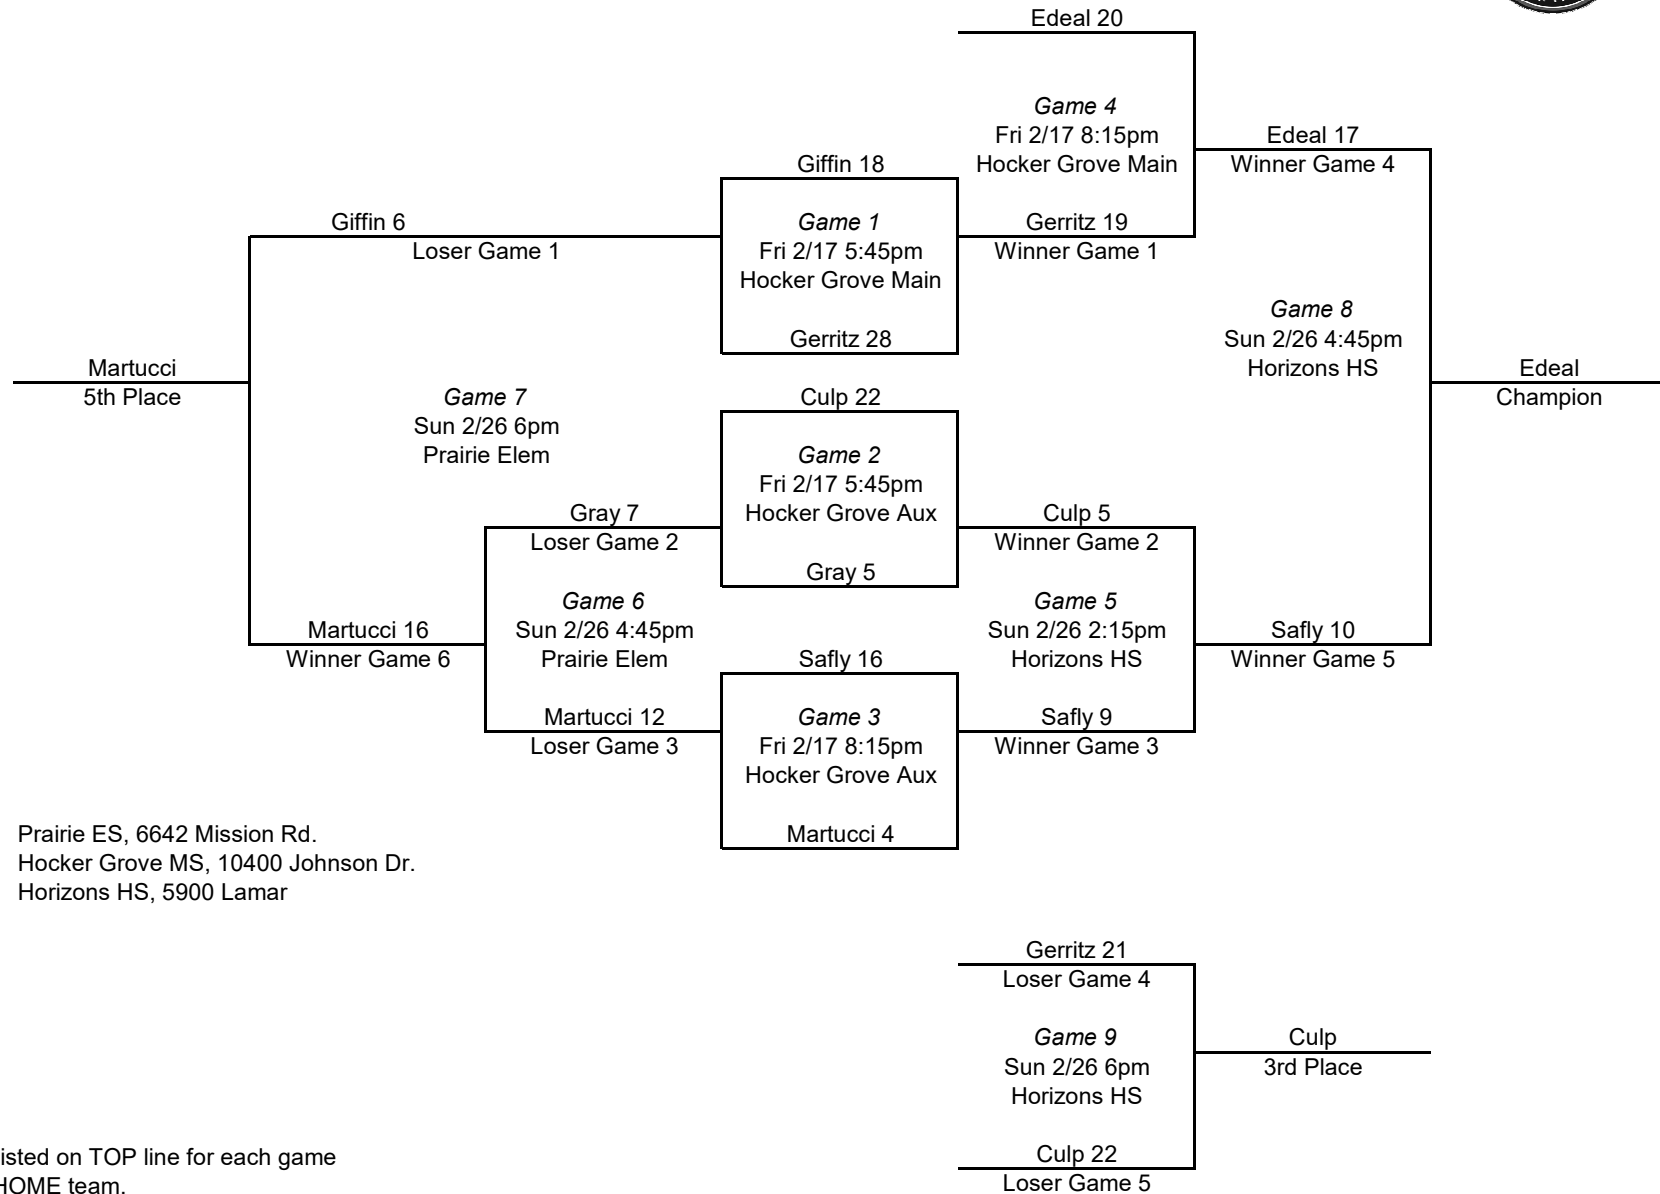 Edeal 20
Game 4
Fri 2/17 8:15pm
Hocker Grove Main
Edeal 17
Winner Game 4
Giffin 18
Giffin 6
Loser Game 1
Game 1
Fri 2/17 5:45pm
Hocker Grove Main
Gerritz 19
Winner Game 1
Gerritz 28
Game 8
Sun 2/26 4:45pm
Horizons HS
Martucci
5th Place
Edeal
Champion
Game 7
Sun 2/26 6pm
Prairie Elem
Culp 22
Game 2
Fri 2/17 5:45pm
Hocker Grove Aux
Gray 7
Loser Game 2
Culp 5
Winner Game 2
Gray 5
Game 6
Sun 2/26 4:45pm
Prairie Elem
Game 5
Sun 2/26 2:15pm
Horizons HS
Martucci 16
Winner Game 6
Safly 16
Safly 10
Winner Game 5
Martucci 12
Loser Game 3
Game 3
Fri 2/17 8:15pm
Hocker Grove Aux
Safly 9
Winner Game 3
Martucci 4
Prairie ES, 6642 Mission Rd.
Hocker Grove MS, 10400 Johnson Dr.
Horizons HS, 5900 Lamar
Gerritz 21
Loser Game 4
Game 9
Sun 2/26 6pm
Horizons HS
Culp
3rd Place
Culp 22
Loser Game 5
isted on TOP line for each game
HOME team.